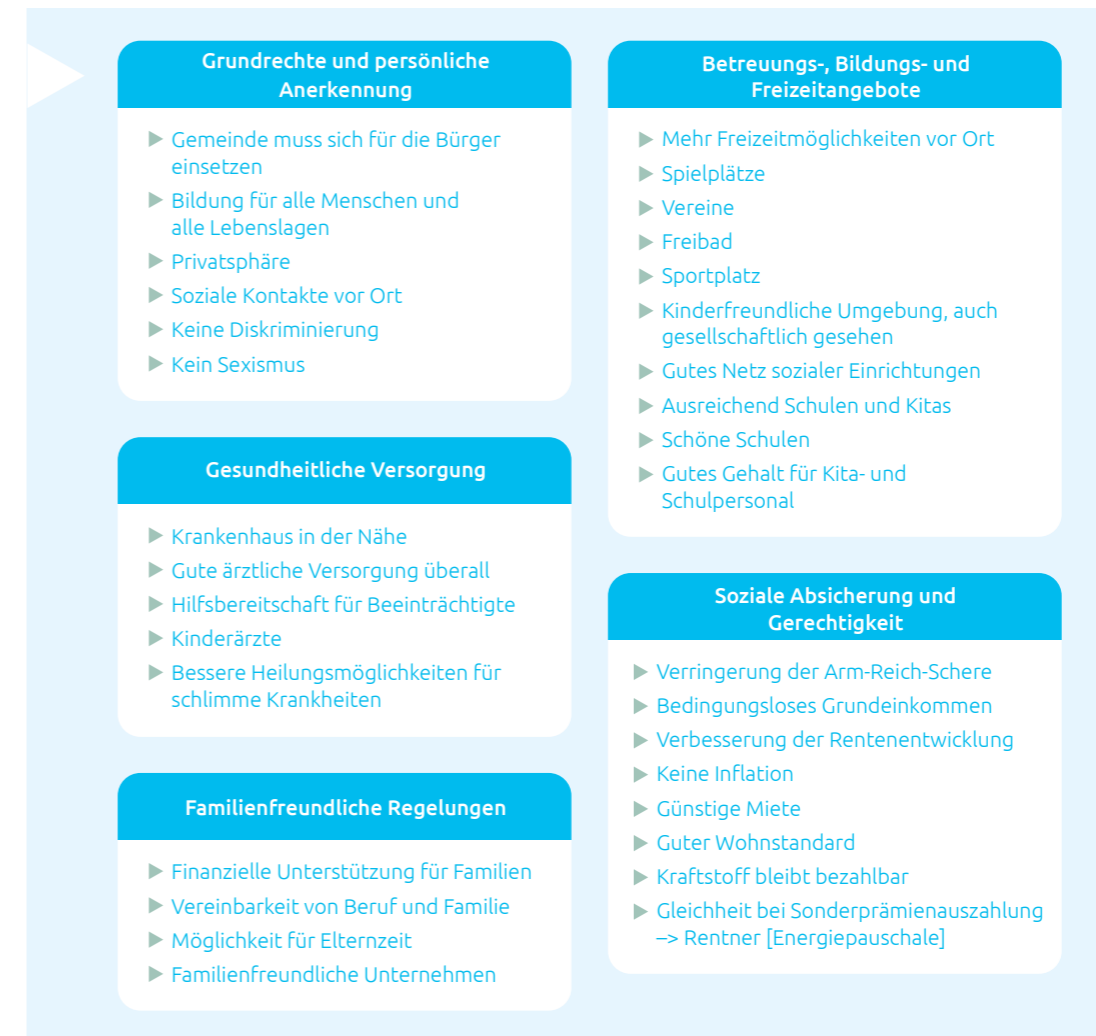 Grundrechte und persönliche
Anerkennung
Gemeinde muss sich für die Bürger
einsetzen
Bildung für alle Menschen und
alle Lebenslagen
Privatsphäre
Soziale Kontakte vor Ort
Keine Diskriminierung
Kein Sexismus
Gesundheitliche Versorgung
Krankenhaus in der Nähe
Gute ärztliche Versorgung überall
Hilfsbereitschaft für Beeinträchtigte
Kinderärzte
Bessere Heilungsmöglichkeiten für
schlimme Krankheiten
Familienfreundliche Regelungen
Finanzielle Unterstützung für Familien
Vereinbarkeit von Beruf und Familie
Möglichkeit für Elternzeit
Familienfreundliche Unternehmen
Betreuungs-, Bildungs- und
Freizeitangebote
Mehr Freizeitmöglichkeiten vor Ort
Spielplätze
Vereine
Freibad
Sportplatz
Kinderfreundliche Umgebung, auch
gesellschaftlich gesehen
Gutes Netz sozialer Einrichtungen
Ausreichend Schulen und Kitas
Schöne Schulen
Gutes Gehalt für Kita- und
Schulpersonal
Soziale Absicherung und
Gerechtigkeit
Verringerung der Arm-Reich-Schere
Bedingungsloses Grundeinkommen
Verbesserung der Rentenentwicklung
Keine Inflation
Günstige Miete
Guter Wohnstandard
Kraftstoff bleibt bezahlbar
Gleichheit bei Sonderprämienauszahlung
–> Rentner [Energiepauschale]